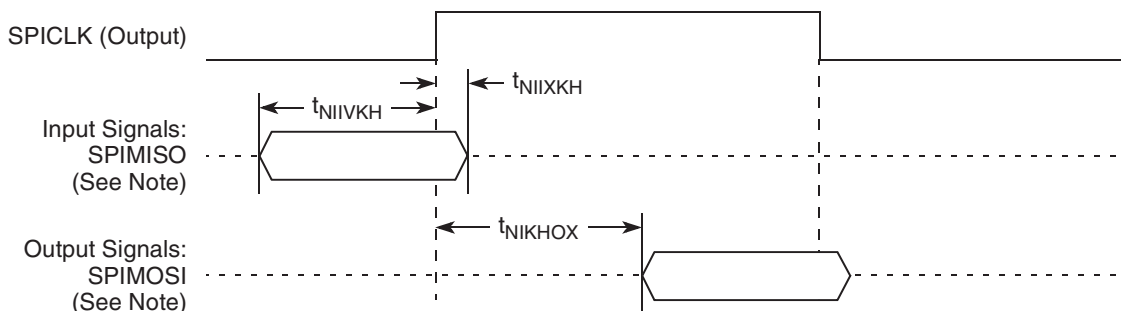 SPICLK (Output)
tNIIXKH
tNIIVKH
Input Signals:
SPIMISO
(See Note)
tNIKHOX
Output Signals:
SPIMOSI
(See Note)